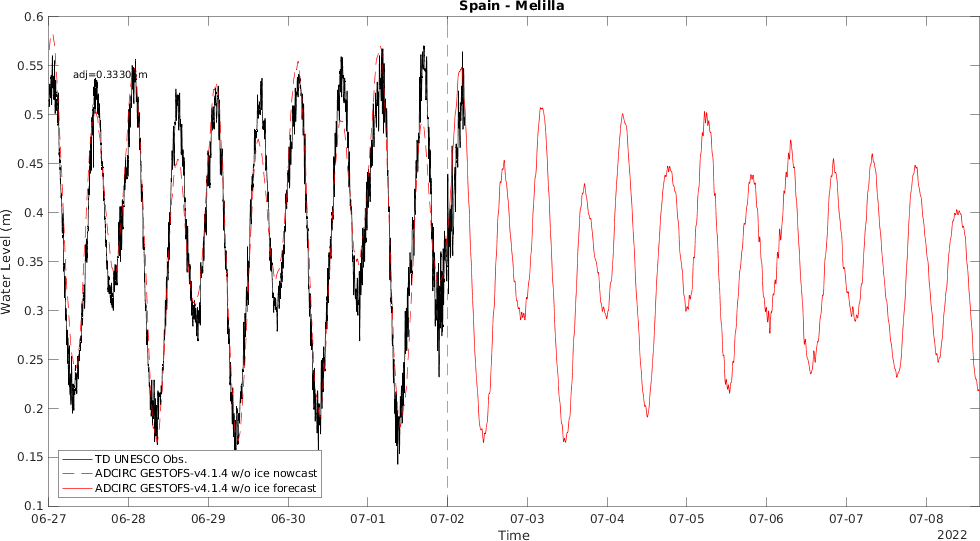 Spain - Melilla
0.6
0.55
0.5
0.45
0.4
0.35
0.3
0.25
0.2
0.15
0.1
Water Level (m)
adj=0.3330 m
TD UNESCO Obs.
ADCIRC GESTOFS-v4.1.4 w/o ice nowcast
ADCIRC GESTOFS-v4.1.4 w/o ice forecast
06-27 06-28 06-29 06-30 07-01 07-02 07-03 07-04 07-05 07-06 07-07 07-08
Time
2022